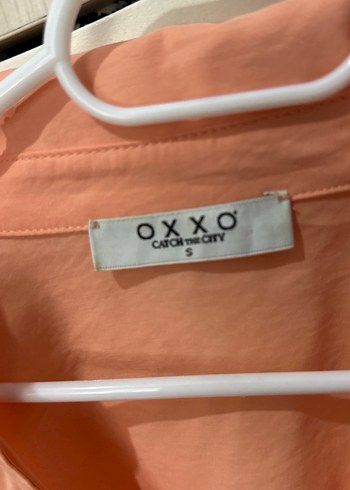 OXXO
CATCH THE CITY
S